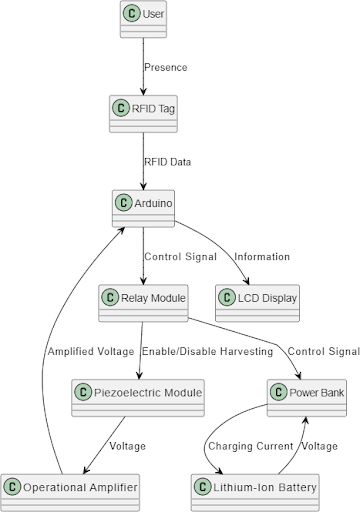 C User
Presence
C RFID Tag
RFID Data
C Arduino
Control Signal
Information
C Relay Module
C LCD Display
Amplified Voltage
Enable/Disable Harvesting
Control Signal
C Piezoelectric Module
C Power Bank
Voltage
Charging Current
Voltage
C Operational Amplifier
C Lithium-Ion Battery